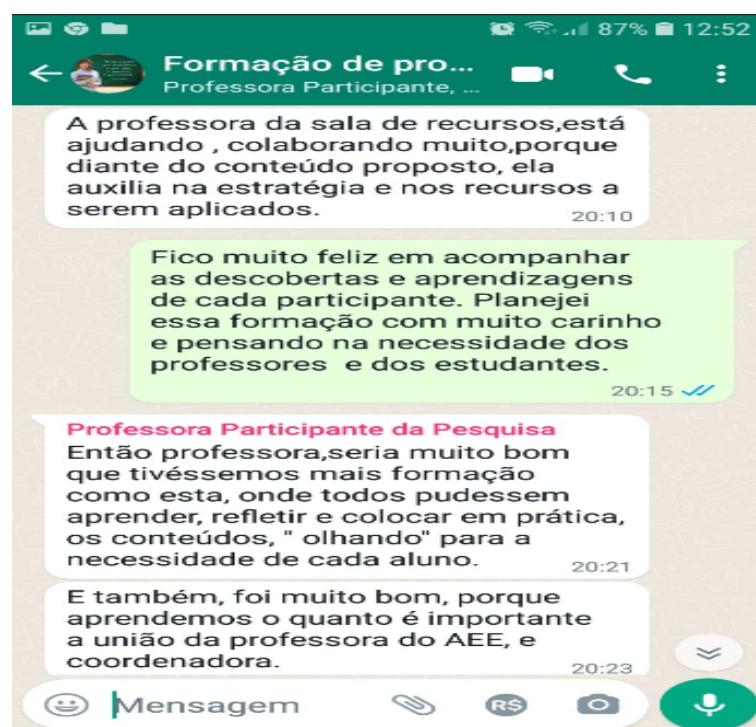 87% 12:52
Formação de pro...
Professora Participante, ...
A professora da sala de recursos,está
ajudando , colaborando muito,porque
diante do conteúdo proposto, ela
auxilia na estratégia e nos recursos a
serem aplicados.
20:10
Fico muito feliz em acompanhar
as descobertas e aprendizagens
de cada participante. Planejei
essa formação com muito carinho
e pensando na necessidade dos
professores e dos estudantes.
20:15
Professora Participante da Pesquisa
Então professora,seria muito bom
que tivéssemos mais formação
como esta, onde todos pudessem
aprender, refletir e colocar em prática,
os conteúdos, " olhando" para a
necessidade de cada aluno.
20:21
E também, foi muito bom, porque
aprendemos o quanto é importante
a união da professora do AEE, e
coordenadora.
20:23
Mensagem
R$